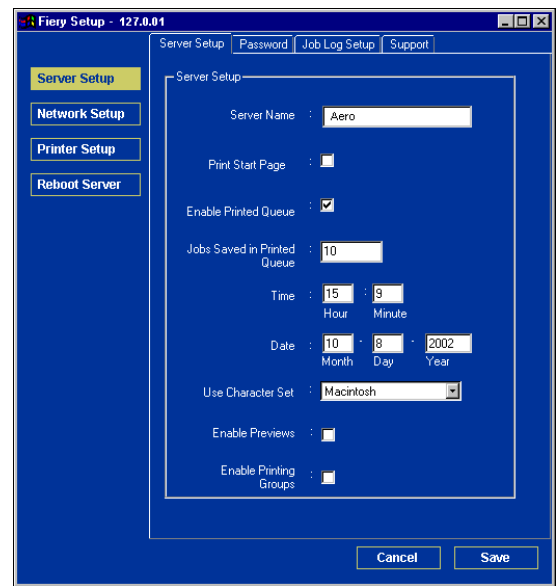 Fiery Setup - 127.0.01
Server Setup Password Job Log Setup Support
Server Setup
Network Setup
Printer Setup
Reboot Server
Server Setup
Server Name : Aero
Print Start Page :
Enable Printed Queue :
Jobs Saved in Printed Queue : 10
Time : 15 : 9
Hour Minute
Date : 10 - 8 - 2002
Month Day Year
Use Character Set : Macintosh
Enable Previews :
Enable Printing Groups :
Cancel Save